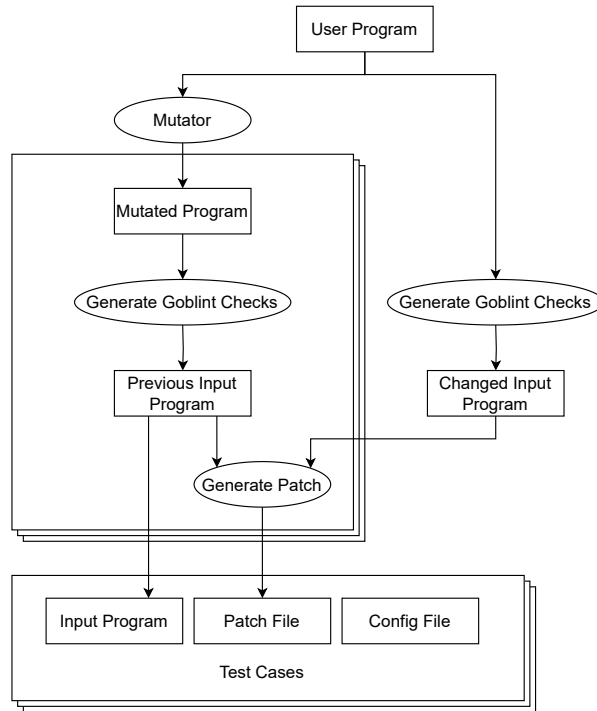 User Program
Mutator
Mutated Program
Generate Goblint Checks
Generate Goblint Checks
Previous Input
Program
Changed Input
Program
Generate Patch
Input Program
Patch File
Config File
Test Cases